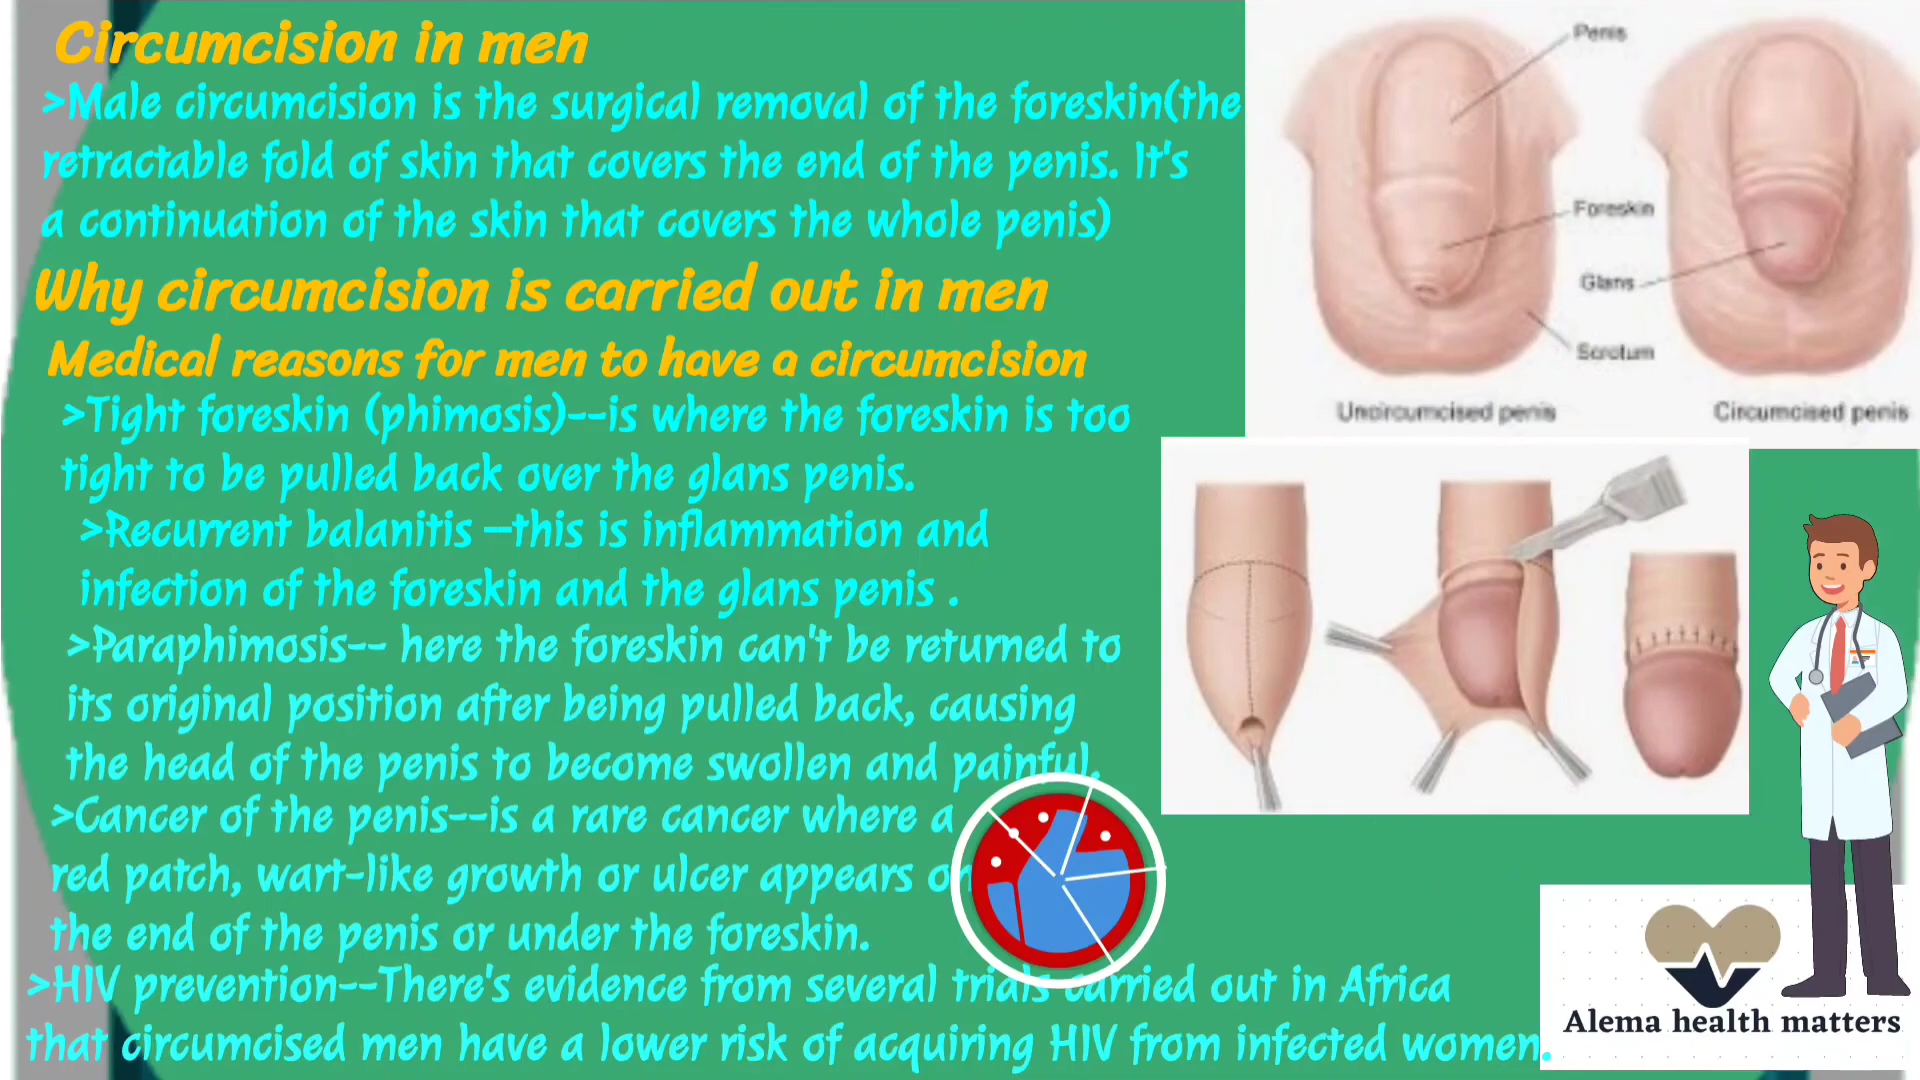 Circumcision in men
>Male circumcision is the surgical removal of the foreskin(the
retractable fold of skin that covers the end of the penis. It's
a continuation of the skin that covers the whole penis)
Why circumcision is carried out in men
Medical reasons for men to have a circumcision
>Tight foreskin (phimosis)--is where the foreskin is too
tight to be pulled back over the glans penis.
>Recurrent balanitis –this is inflammation and
infection of the foreskin and the glans penis .
>Paraphimosis-- here the foreskin can't be returned to
its original position after being pulled back, causing
the head of the penis to become swollen and painful.
>Cancer of the penis--is a rare cancer where a
red patch, wart-like growth or ulcer appears on
the end of the penis or under the foreskin.
>HIV prevention--There's evidence from several trials carried out in Africa
that circumcised men have a lower risk of acquiring HIV from infected women.
Penis
Foreskin
Glans
Scrotum
Uncircumcised penis
Circumcised penis
Alema health matters